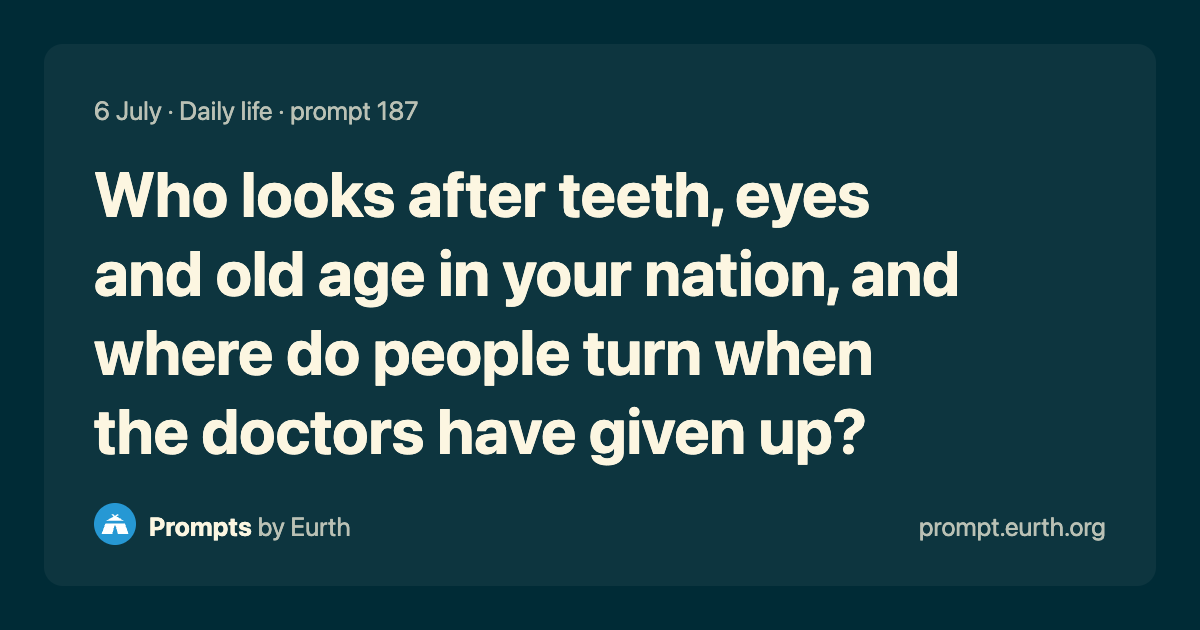 6 July · Daily life · prompt 187
Who looks after teeth, eyes
and old age in your nation, and
where do people turn when
the doctors have given up?
Prompts by Eurth
prompt.eurth.org